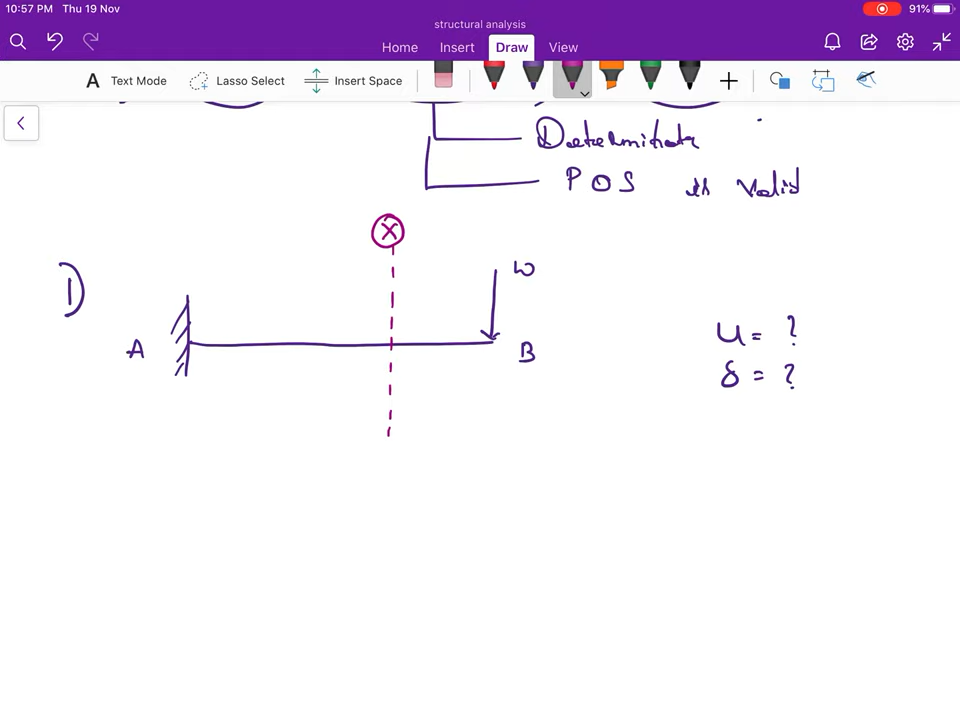 10:57 PM Thu 19 Nov 91%
structural analysis
Home Insert Draw View
A Text Mode Lasso Select Insert Space
Determinate
POS is valid
X
1) W
A B
U = ?
δ = ?